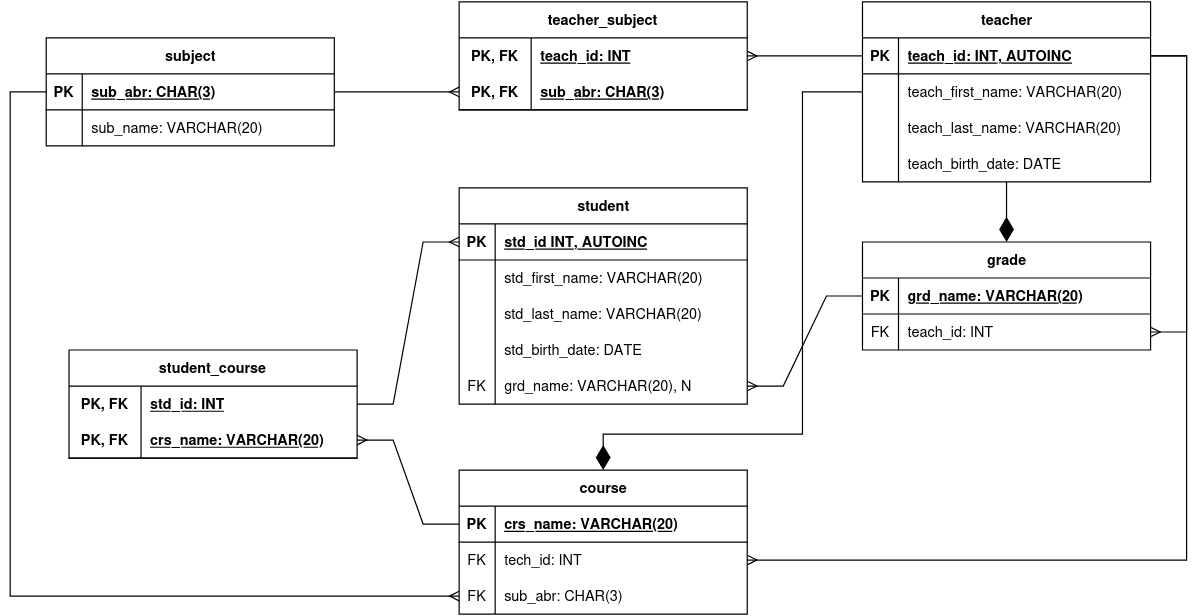 subject
PK sub_abr: CHAR(3)
sub_name: VARCHAR(20)
teacher_subject
PK, FK teach_id: INT
PK, FK sub_abr: CHAR(3)
teacher
PK teach_id: INT, AUTOINC
teach_first_name: VARCHAR(20)
teach_last_name: VARCHAR(20)
teach_birth_date: DATE
student
PK std_id INT, AUTOINC
std_first_name: VARCHAR(20)
std_last_name: VARCHAR(20)
std_birth_date: DATE
FK grd_name: VARCHAR(20), N
grade
PK grd_name: VARCHAR(20)
FK teach_id: INT
student_course
PK, FK std_id: INT
PK, FK crs_name: VARCHAR(20)
course
PK crs_name: VARCHAR(20)
FK tech_id: INT
FK sub_abr: CHAR(3)